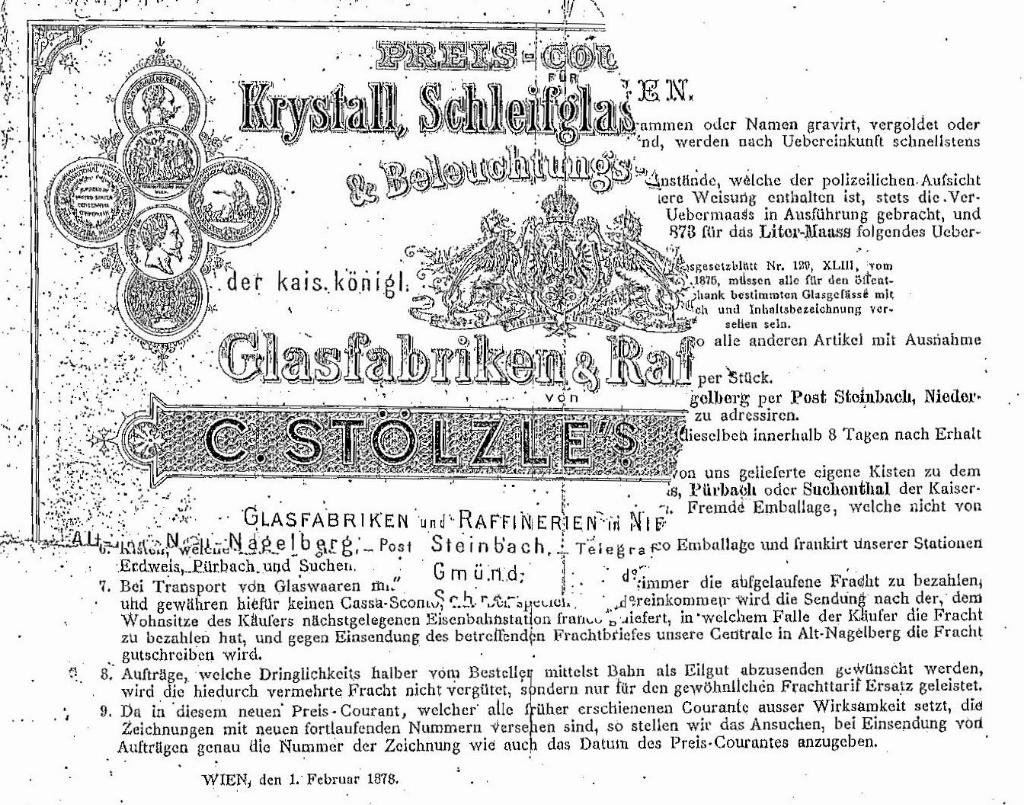 PREIS-COU
FÜR
Krystall, Schleifglas
& Beleuchtungs-
der kais. königl.
Glasfabriken & Raf
von
C. STÖLZLE'S
GLASFABRIKEN und RAFFINERIEN in NIE
Alt- und Neu-Nagelberg, Post Steinbach, Telegra
Gmünd,
EN.
rammen oder Namen gravirt, vergoldet oder
nd, werden nach Uebereinkunft schnellstens
nstände, welche der polizeilichen Aufsicht
ere Weisung enthalten ist, stets die Ver-
Uebermaass in Ausführung gebracht, und
873 für das Liter-Maass folgendes Ueber-
sgesetzblatt Nr. 129, XLIII, vom
1875, müssen alle für den öffent-
hank bestimmten Glasgefässe mit
ch und Inhaltsbezeichnung ver-
sehen sein.
o alle anderen Artikel mit Ausnahme
per Stück.
gelberg per Post Steinbach, Nieder-
zu adressiren.
dieselben innerhalb 8 Tagen nach Erhalt
von uns gelieferte eigene Kisten zu dem
s, Pürbach oder Suchenthal der Kaiser-
Fremde Emballage, welche nicht von
6. Kisten, welche
co Emballage und frankirt unserer Stationen
Erdweis, Pürbach und Suchen.
7. Bei Transport von Glaswaaren m
immer die abgelaufene Fracht zu bezahlen,
und gewähren hiefür keinen Cassa-Sconto,
dereinkommen wird die Sendung nach der, dem
Wohnsitze des Käufers nächstgelegenen Eisenbahnstation franco geliefert, in welchem Falle der Käufer die Fracht
zu bezahlen hat, und gegen Einsendung des betreffenden Frachtbriefes unsere Centrale in Alt-Nagelberg die Fracht
gutschreiben wird.
8. Aufträge, welche Dringlichkeits halber vom Besteller mittelst Bahn als Eilgut abzusenden gewünscht werden,
wird die hiedurch vermehrte Fracht nicht vergütet, sondern nur für den gewöhnlichen Frachttarif Ersatz geleistet.
9. Da in diesem neuen Preis-Courant, welcher alle früher erschienenen Courante ausser Wirksamkeit setzt, die
Zeichnungen mit neuen fortlaufenden Nummern versehen sind, so stellen wir das Ansuchen, bei Einsendung von
Aufträgen genau die Nummer der Zeichnung wie auch das Datum des Preis-Courantes anzugeben.
WIEN, den 1. Februar 1878.